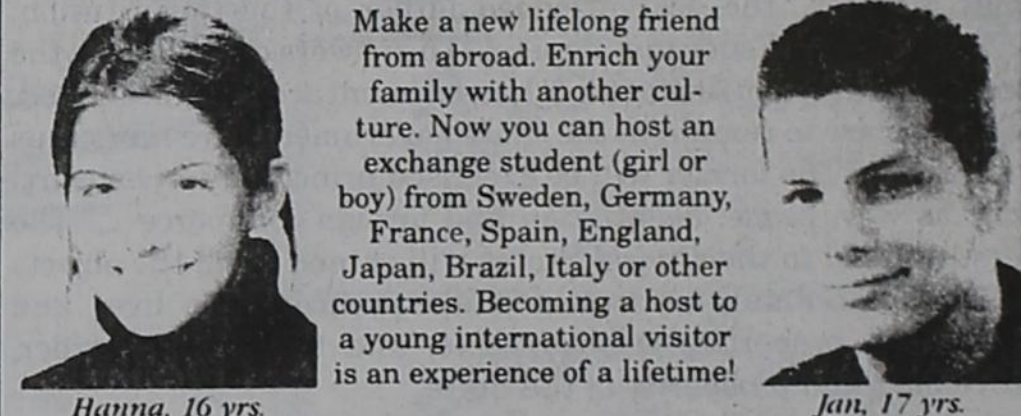 Make a new lifelong friend
from abroad. Enrich your
family with another cul-
ture. Now you can host an
exchange student (girl or
boy) from Sweden, Germany,
France, Spain, England,
Japan, Brazil, Italy or other
countries. Becoming a host to
a young international visitor
is an experience of a lifetime!
Hanna, 16 yrs.
Jan, 17 yrs.